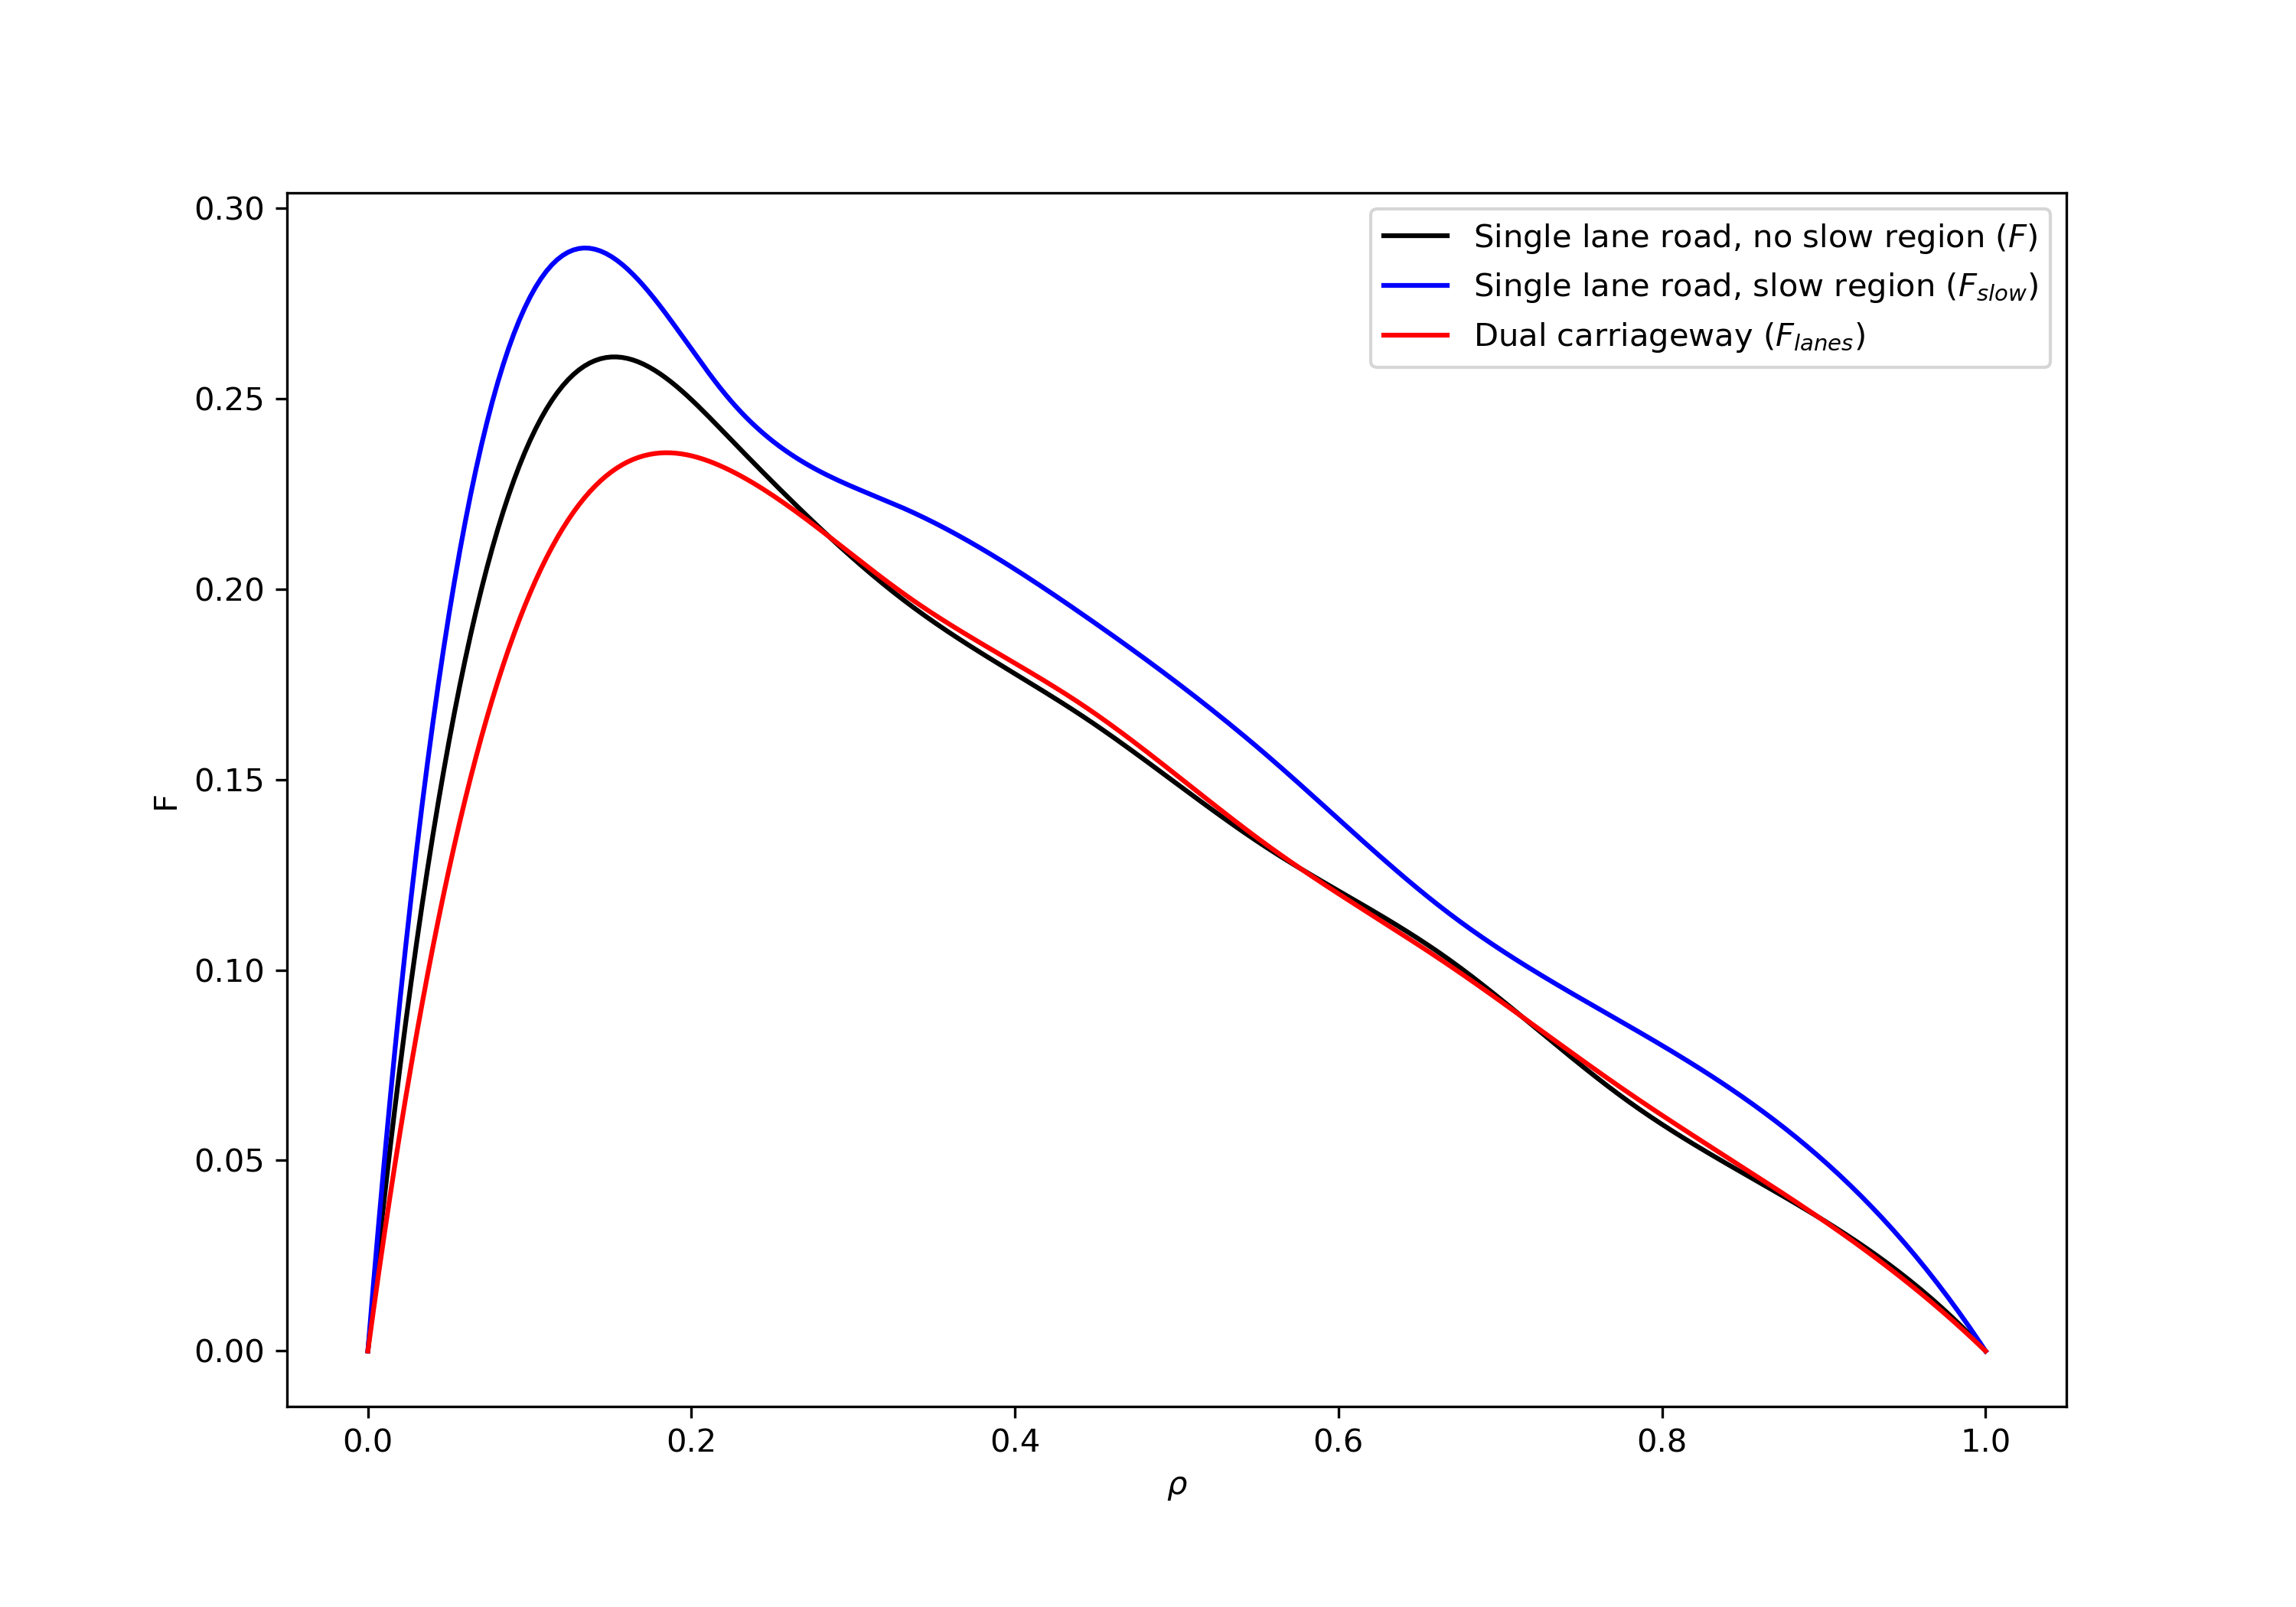 0.30
0.25
0.20
0.15
0.10
0.05
0.00
F
0.0 0.2 0.4 0.6 0.8 1.0
ρ
Single lane road, no slow region (F)
Single lane road, slow region (Fslow)
Dual carriageway (Flanes)